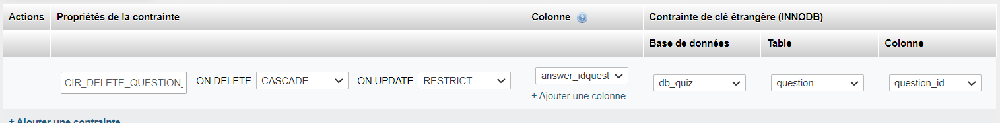 Actions Propriétés de la contrainte Colonne Contrainte de clé étrangère (INNODB)
Base de données Table Colonne
CIR_DELETE_QUESTION_ ON DELETE CASCADE ON UPDATE RESTRICT answer_idquest db_quiz question question_id
+ Ajouter une colonne
+ Ajouter une contrainte